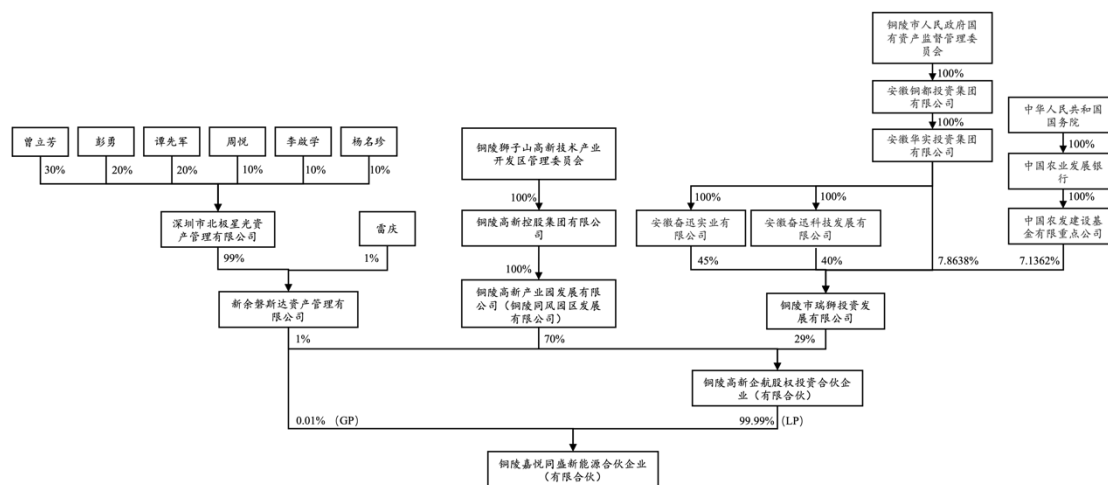 铜陵市人民政府国
有资产监督管理委
员会
100%
安徽铜都投资集团
有限公司
中华人民共和国
国务院
曾立芳
彭勇
谭先军
周悦
李啟学
杨名珍
铜陵狮子山高新技术产业
开发区管理委员会
100%
安徽华实投资集团
有限公司
100%
30%
20%
20%
10%
10%
10%
中国农业发展银
行
100%
100%
100%
100%
深圳市北极星光资
产管理有限公司
雷庆
铜陵高新控股集团有限公
司
安徽奋迅实业有
限公司
安徽奋迅科技发展有
限公司
中国农发建设基
金有限重点公司
99%
1%
100%
45%
40%
7.8638%
7.1362%
新余磐斯达资产管理有
限公司
铜陵高新产业园发展有限
公司（铜陵同风园区发展
有限公司）
铜陵市瑞狮投资发
展有限公司
1%
70%
29%
铜陵高新企航股权投资合伙企
业（有限合伙）
0.01% （GP）
99.99%（LP）
铜陵嘉悦同盛新能源合伙企业
（有限合伙）